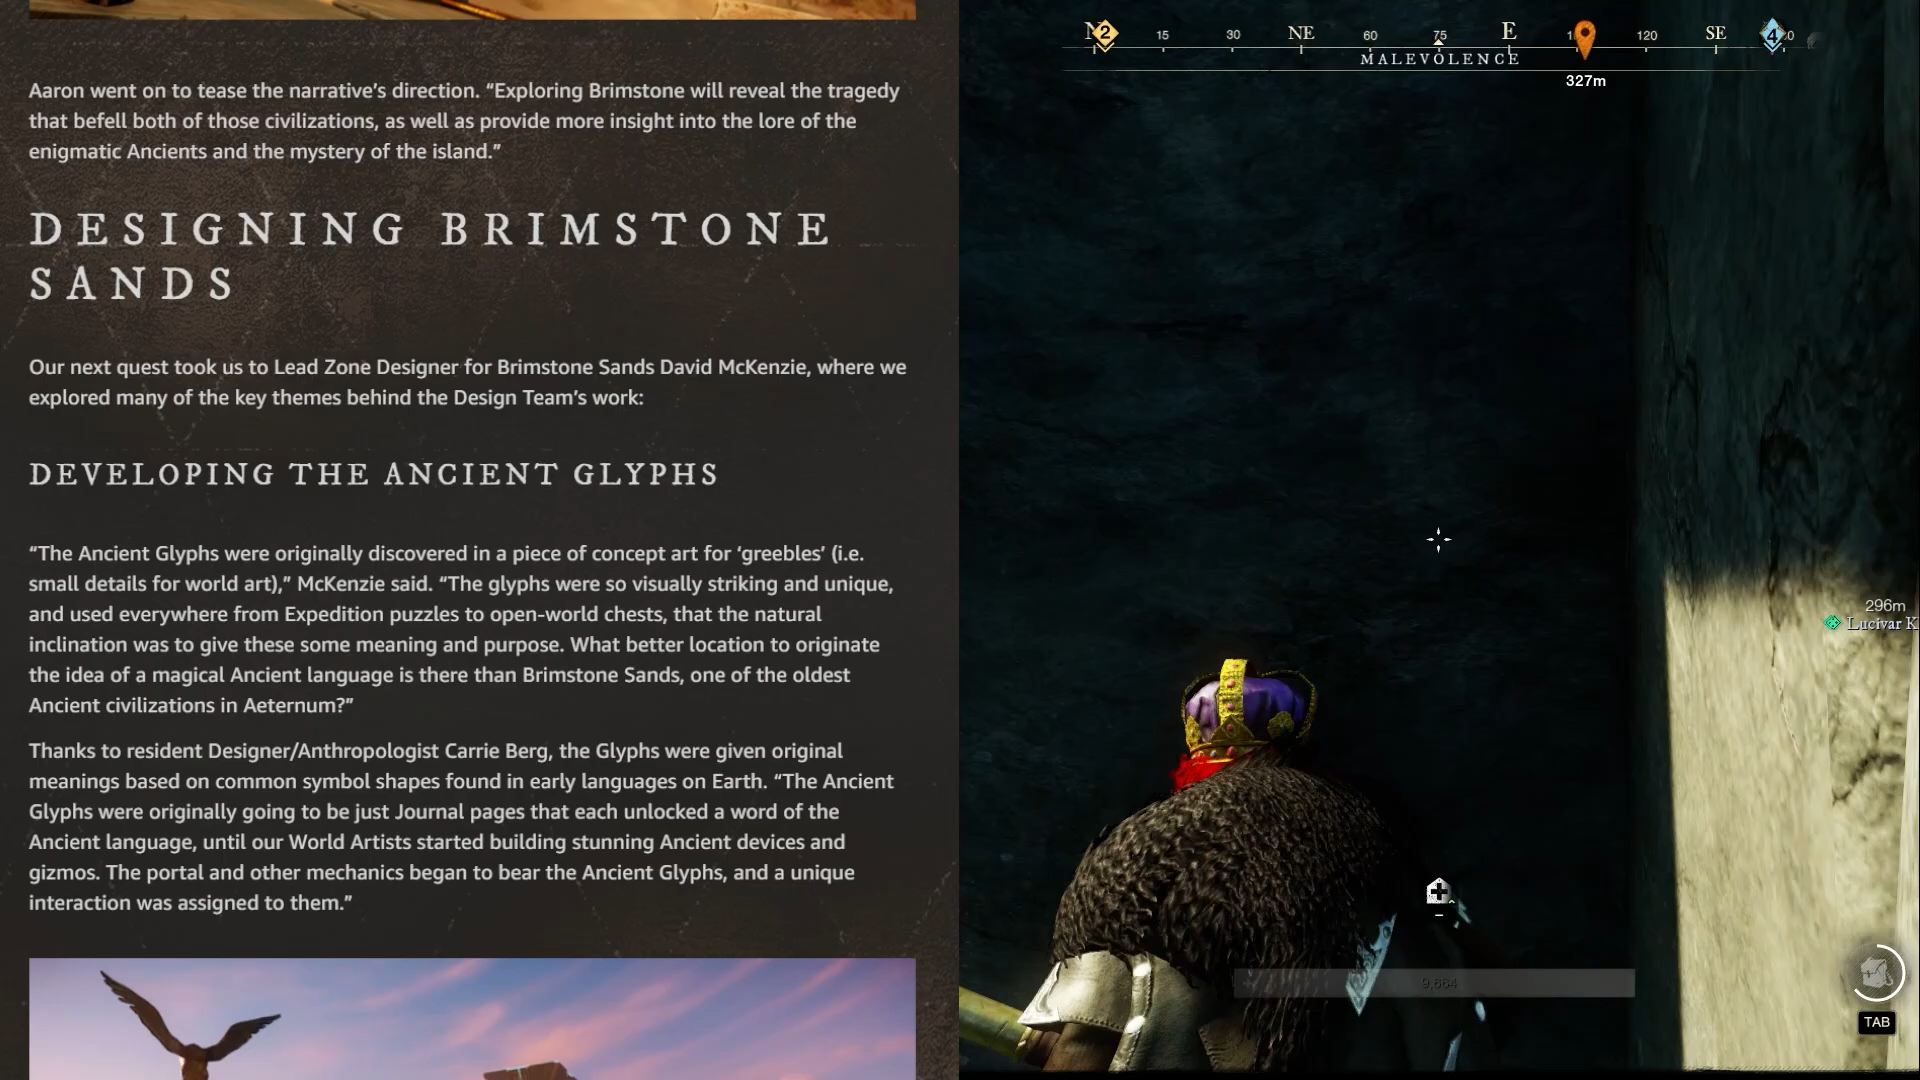 Aaron went on to tease the narrative’s direction. “Exploring Brimstone will reveal the tragedy
that befell both of those civilizations, as well as provide more insight into the lore of the
enigmatic Ancients and the mystery of the island.”
DESIGNING BRIMSTONE
SANDS
Our next quest took us to Lead Zone Designer for Brimstone Sands David McKenzie, where we
explored many of the key themes behind the Design Team’s work:
DEVELOPING THE ANCIENT GLYPHS
“The Ancient Glyphs were originally discovered in a piece of concept art for ‘greebles’ (i.e.
small details for world art),” McKenzie said. “The glyphs were so visually striking and unique,
and used everywhere from Expedition puzzles to open-world chests, that the natural
inclination was to give these some meaning and purpose. What better location to originate
the idea of a magical Ancient language is there than Brimstone Sands, one of the oldest
Ancient civilizations in Aeternum?”
Thanks to resident Designer/Anthropologist Carrie Berg, the Glyphs were given original
meanings based on common symbol shapes found in early languages on Earth. “The Ancient
Glyphs were originally going to be just Journal pages that each unlocked a word of the
Ancient language, until our World Artists started building stunning Ancient devices and
gizmos. The portal and other mechanics began to bear the Ancient Glyphs, and a unique
interaction was assigned to them.”
N 2 15 30 NE 60 75 E 120 SE 4
MALEVOLENCE
327m
296m
Lucivar K
9,664
TAB